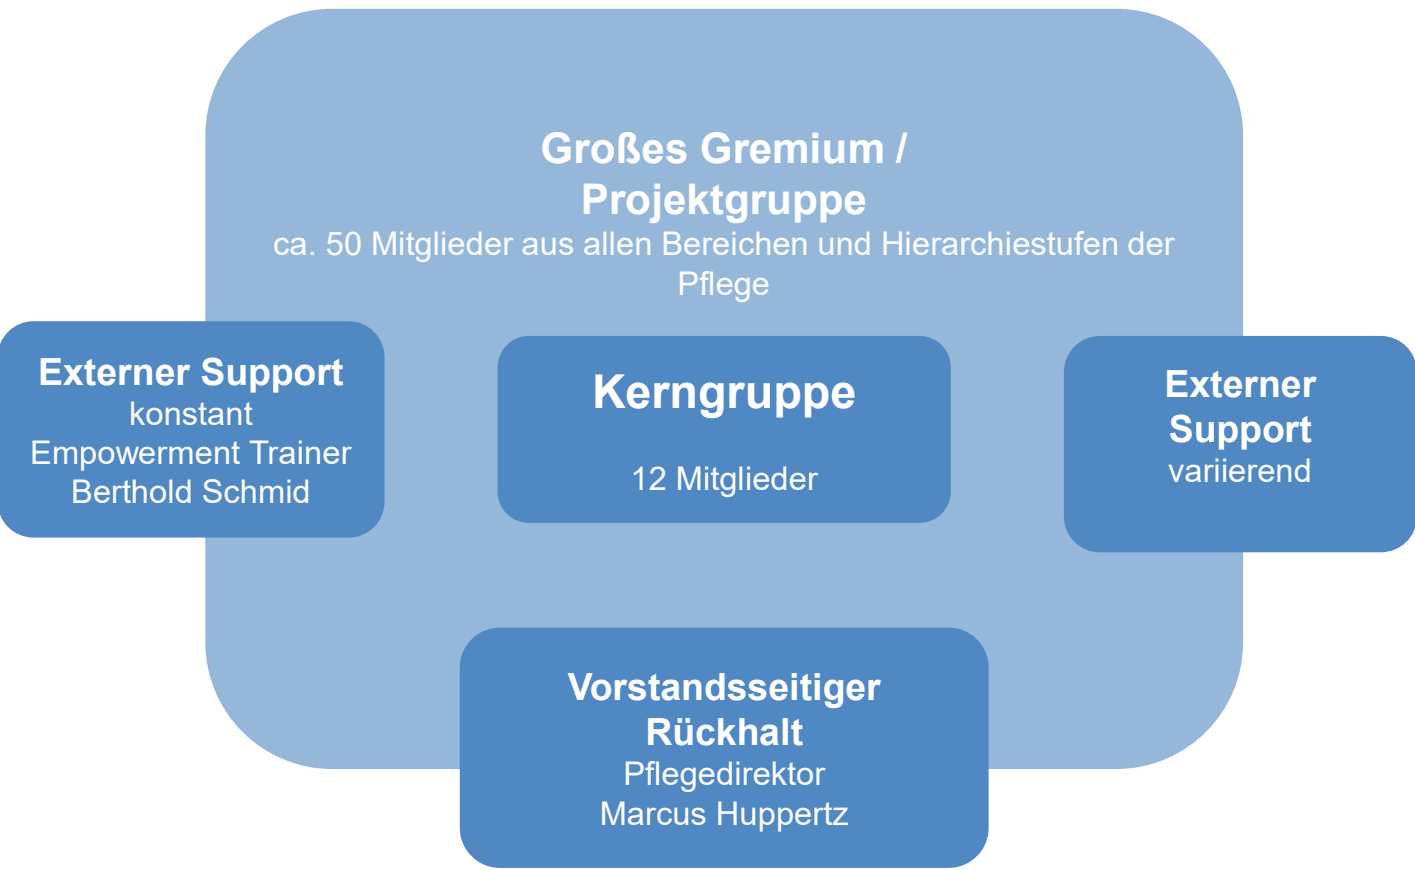 Großes Gremium /
Projektgruppe
ca. 50 Mitglieder aus allen Bereichen und Hierarchiestufen der
Pflege
Externer Support
konstant
Empowerment Trainer
Berthold Schmid
Kerngruppe
12 Mitglieder
Externer
Support
variierend
Vorstandsseitiger
Rückhalt
Pflegedirektor
Marcus Huppertz